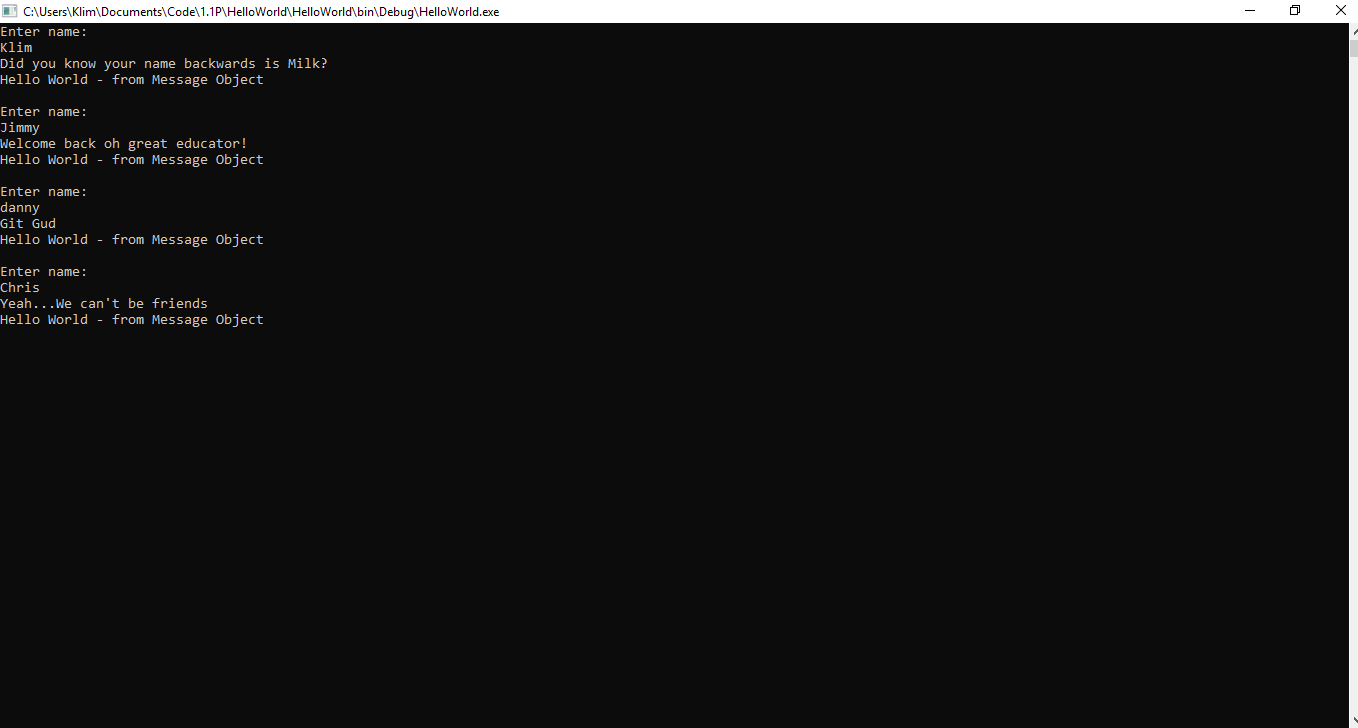 C:\Users\Klim\Documents\Code\1.1P\HelloWorld\HelloWorld\bin\Debug\HelloWorld.exe
Enter name:
Klim
Did you know your name backwards is Milk?
Hello World - from Message Object
Enter name:
Jimmy
Welcome back oh great educator!
Hello World - from Message Object
Enter name:
danny
Git Gud
Hello World - from Message Object
Enter name:
Chris
Yeah...We can't be friends
Hello World - from Message Object